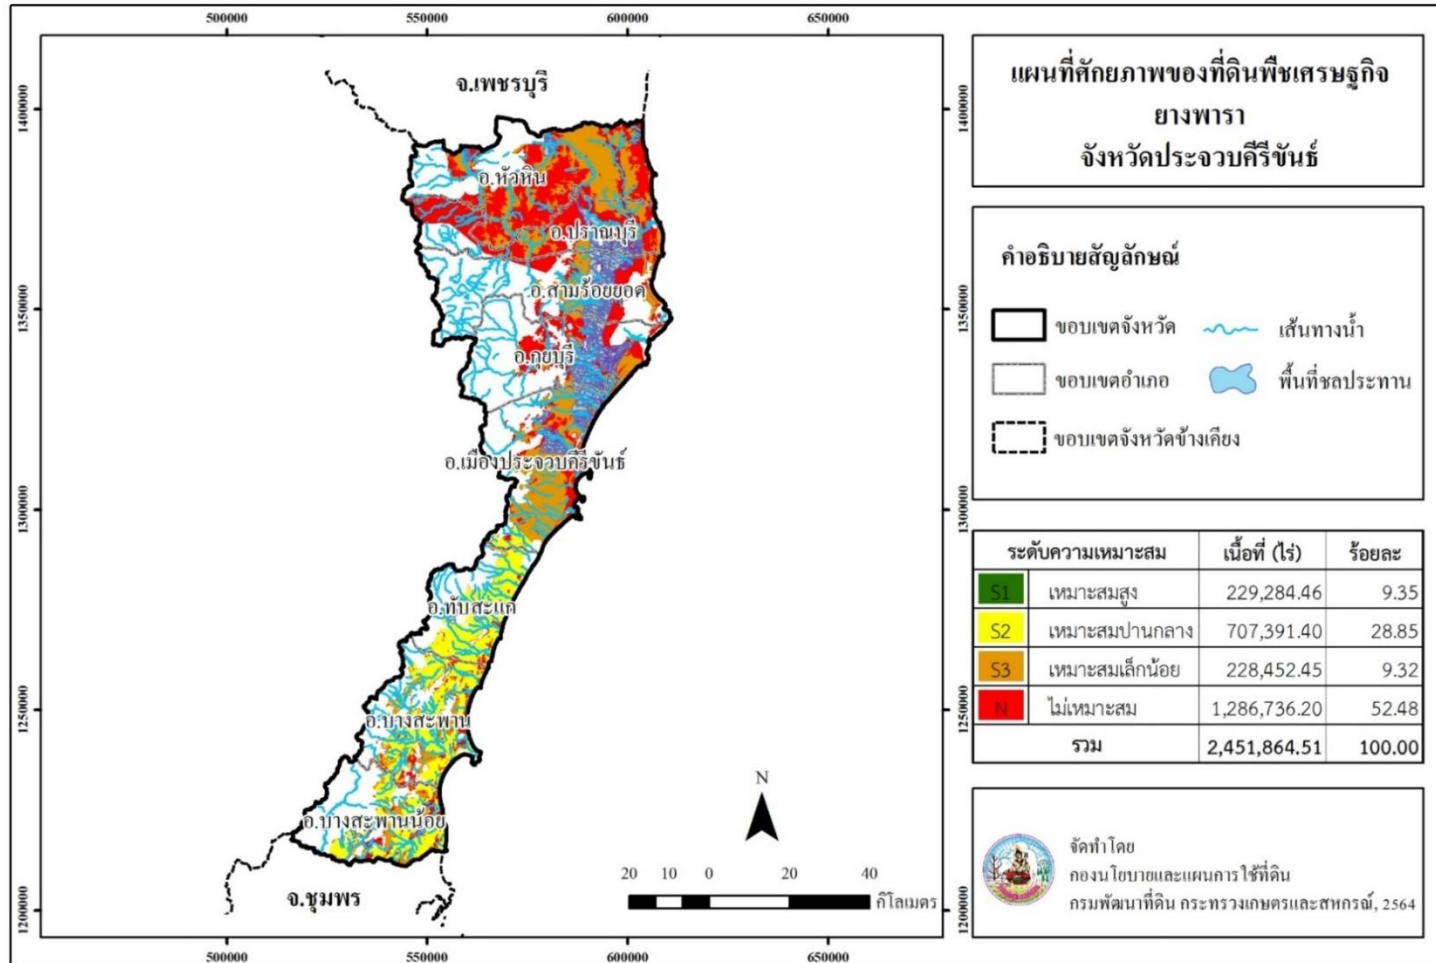 500000 550000 600000 650000
แผนที่ศักยภาพของที่ดินพืชเศรษฐกิจ
ยางพารา
จังหวัดประจวบคีรีขันธ์
จ.เพชรบุรี
1400000 1400000
อ.หัวหิน
อ.ปราณบุรี
คำอธิบายสัญลักษณ์
อ.สามร้อยยอด
1350000 1350000
ขอบเขตจังหวัด เส้นทางน้ำ
อ.กุยบุรี
ขอบเขตอำเภอ พื้นที่ชลประทาน
ขอบเขตจังหวัดข้างเคียง
อ.เมืองประจวบคีรีขันธ์
1300000 1300000
ระดับความเหมาะสม เนื้อที่ (ไร่) ร้อยละ
S1 เหมาะสมสูง 229,284.46 9.35
S2 เหมาะสมปานกลาง 707,391.40 28.85
S3 เหมาะสมเล็กน้อย 228,452.45 9.32
N ไม่เหมาะสม 1,286,736.20 52.48
รวม 2,451,864.51 100.00
อ.ทับสะแก
อ.บางสะพาน
1250000 1250000
อ.บางสะพานน้อย
N
20 10 0 20 40
กิโลเมตร
จ.ชุมพร
1200000 1200000
จัดทำโดย
กองนโยบายและแผนการใช้ที่ดิน
กรมพัฒนาที่ดิน กระทรวงเกษตรและสหกรณ์, 2564
500000 550000 600000 650000